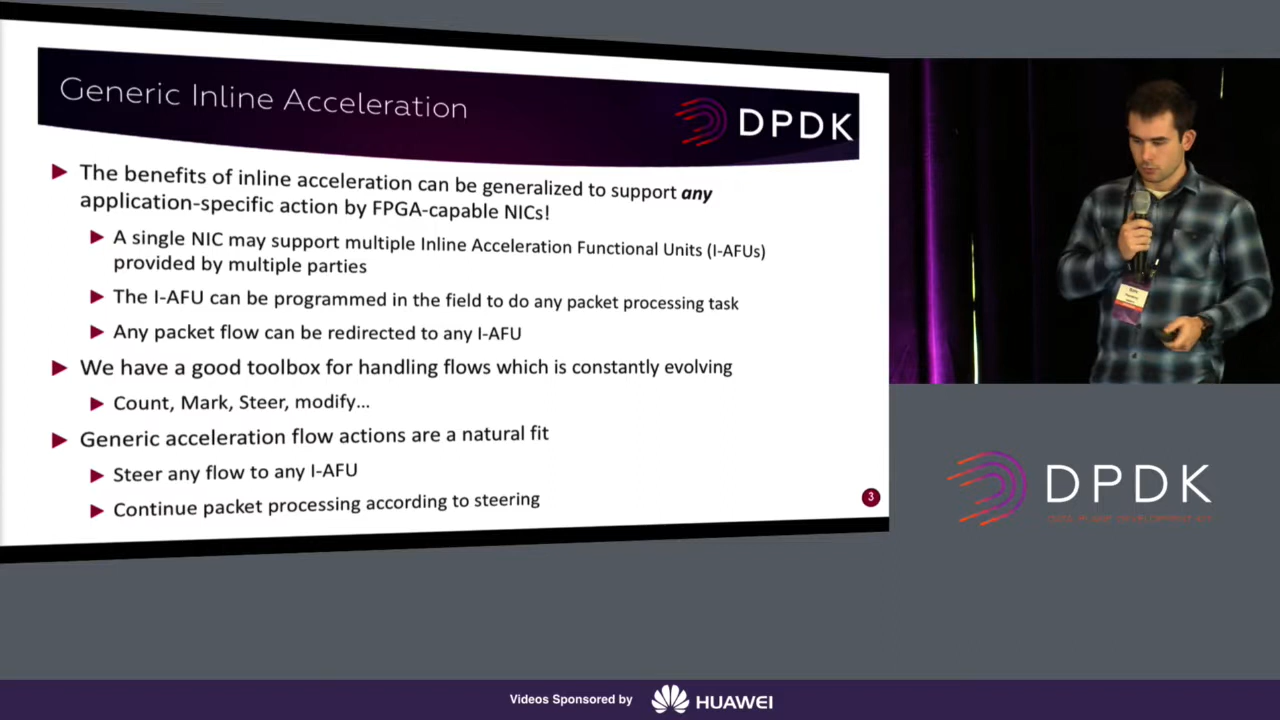 Generic Inline Acceleration
DPDK
The benefits of inline acceleration can be generalized to support any
application-specific action by FPGA-capable NICs!
A single NIC may support multiple Inline Acceleration Functional Units (I-AFUs)
provided by multiple parties
The I-AFU can be programmed in the field to do any packet processing task
Any packet flow can be redirected to any I-AFU
We have a good toolbox for handling flows which is constantly evolving
Count, Mark, Steer, modify...
Generic acceleration flow actions are a natural fit
Steer any flow to any I-AFU
Continue packet processing according to steering
3
DPDK
DATA PLANE DEVELOPMENT KIT
Videos Sponsored by
HUAWEI